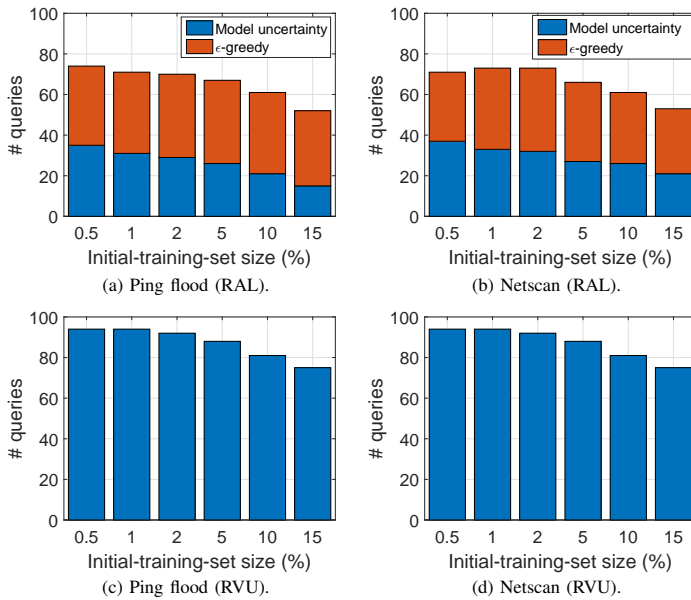 100
80
60
40
20
0
# queries
Model uncertainty
ϵ-greedy
0.5 1 2 5 10 15
Initial-training-set size (%)
(a) Ping flood (RAL).
100
80
60
40
20
0
# queries
Model uncertainty
ϵ-greedy
0.5 1 2 5 10 15
Initial-training-set size (%)
(b) Netscan (RAL).
100
80
60
40
20
0
# queries
0.5 1 2 5 10 15
Initial-training-set size (%)
(c) Ping flood (RVU).
100
80
60
40
20
0
# queries
0.5 1 2 5 10 15
Initial-training-set size (%)
(d) Netscan (RVU).